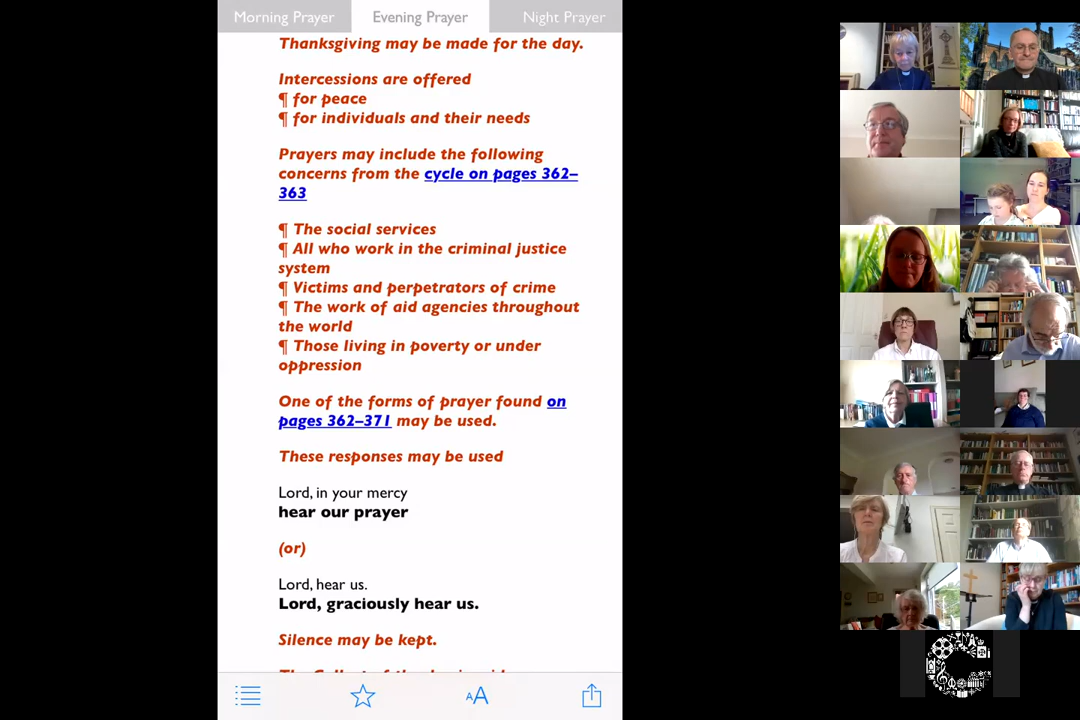 Morning Prayer
Evening Prayer
Night Prayer
Thanksgiving may be made for the day.
Intercessions are offered
¶ for peace
¶ for individuals and their needs
Prayers may include the following
concerns from the cycle on pages 362–
363
¶ The social services
¶ All who work in the criminal justice
system
¶ Victims and perpetrators of crime
¶ The work of aid agencies throughout
the world
¶ Those living in poverty or under
oppression
One of the forms of prayer found on
pages 362–371 may be used.
These responses may be used
Lord, in your mercy
hear our prayer
(or)
Lord, hear us.
Lord, graciously hear us.
Silence may be kept.
AA